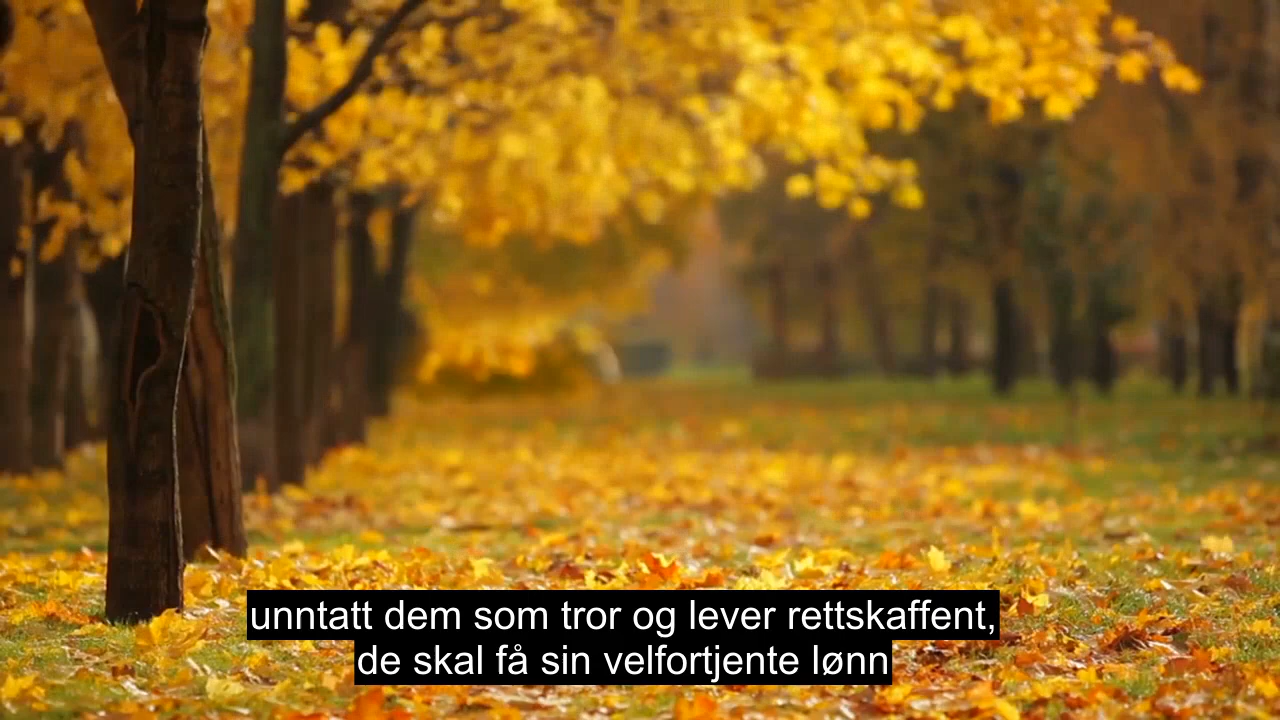 unntatt dem som tror og lever rettskaffent,
de skal få sin velfortjente lønn